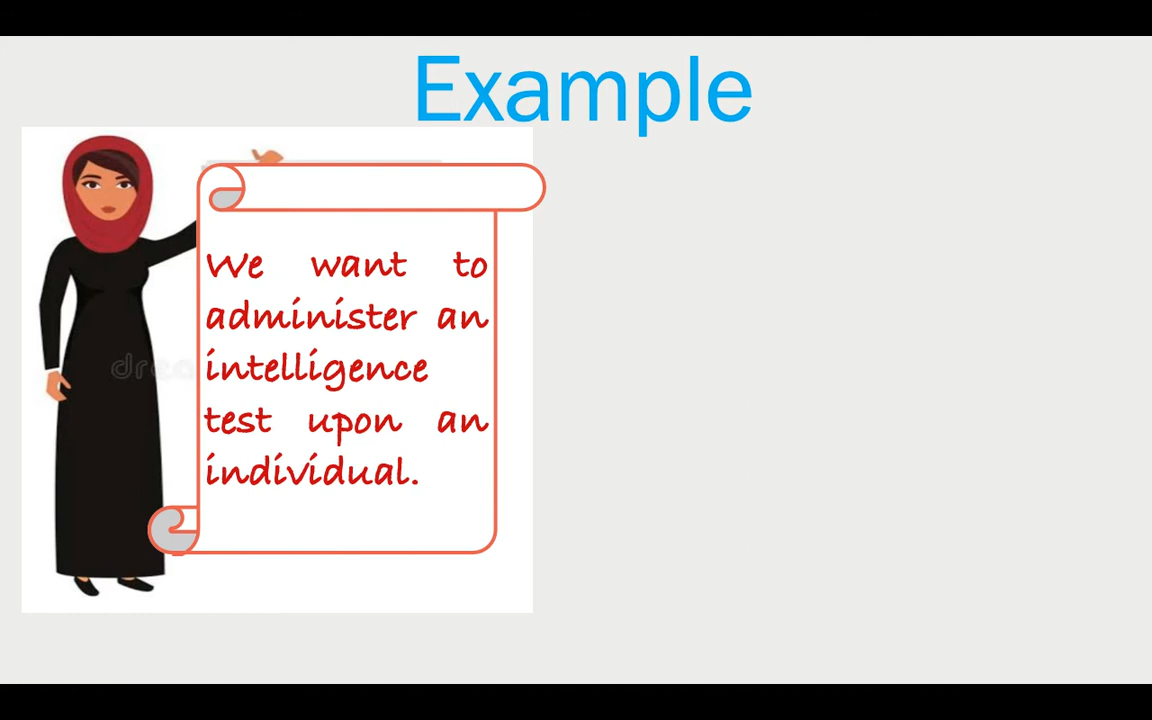 Example
We want to
administer an
intelligence
test upon an
individual.